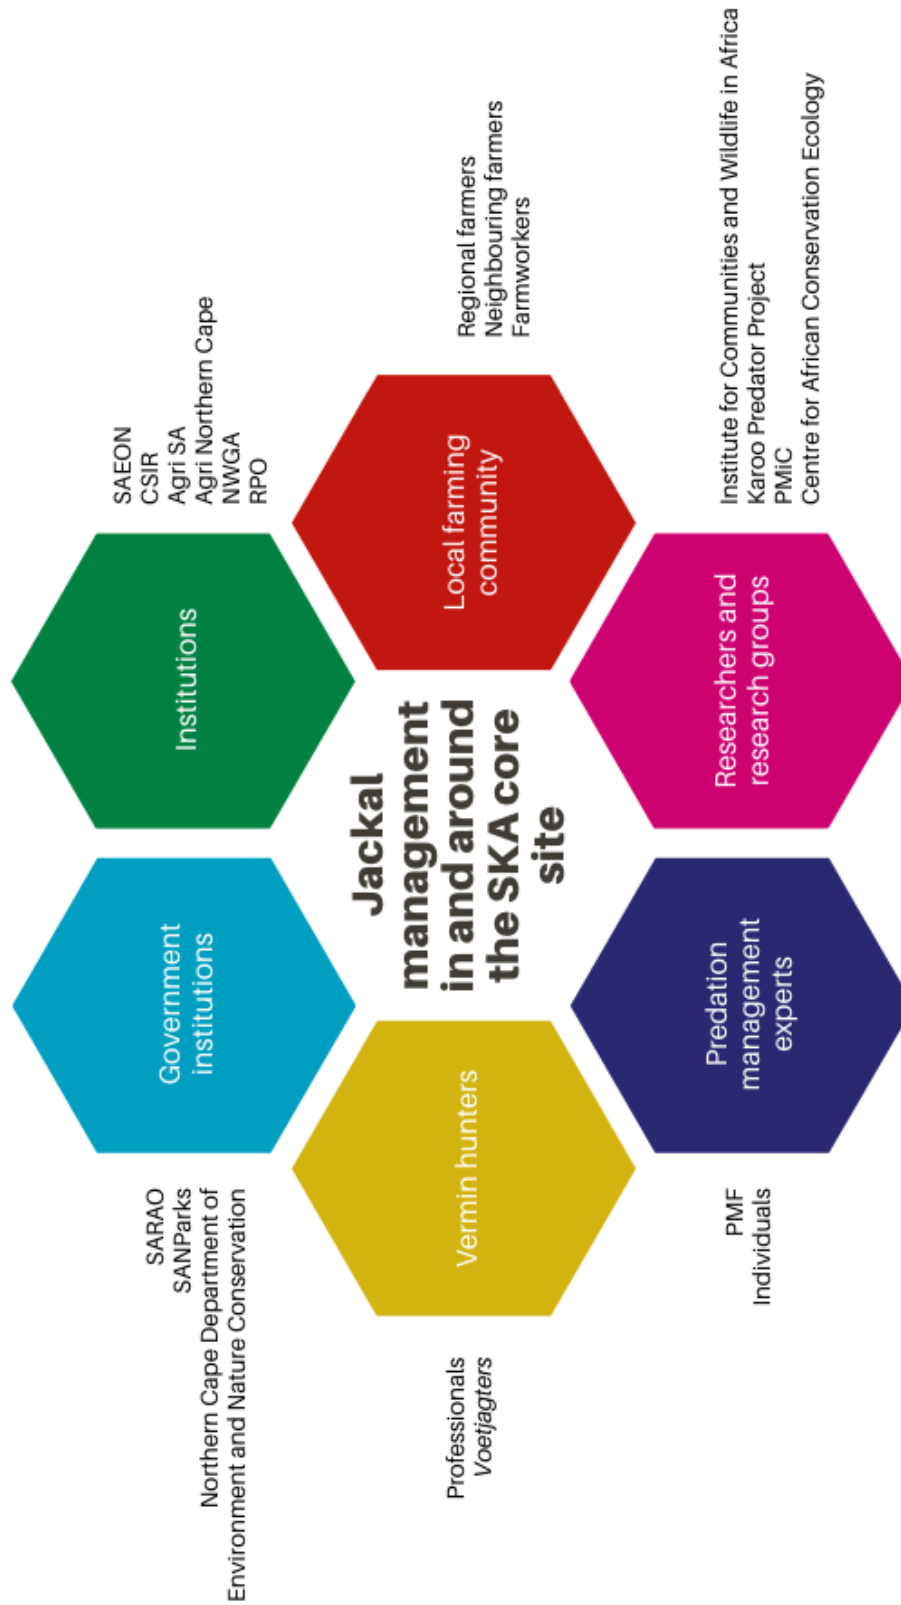 SARAO
SANParks
Northern Cape Department of
Environment and Nature Conservation
Government
institutions
Institutions
SAEON
CSIR
Agri SA
Agri Northern Cape
NWGA
RPO
Professionals
Voetjagters
Vermin hunters
Jackal
management
in and around
the SKA core
site
Local farming
community
Regional farmers
Neighbouring farmers
Farmworkers
PMF
Individuals
Predation
management
experts
Researchers and
research groups
Institute for Communities and Wildlife in Africa
Karoo Predator Project
PMiC
Centre for African Conservation Ecology